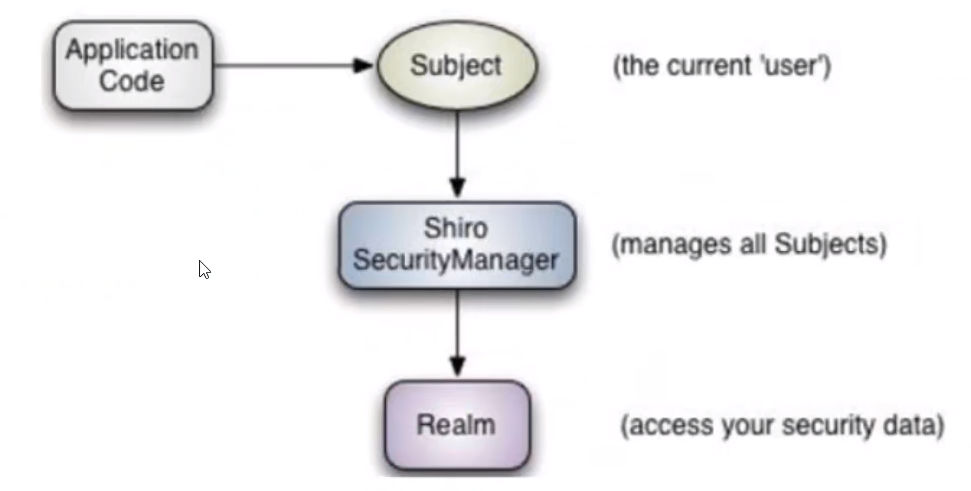 Application
Code
Subject
(the current 'user')
Shiro
SecurityManager
(manages all Subjects)
Realm
(access your security data)